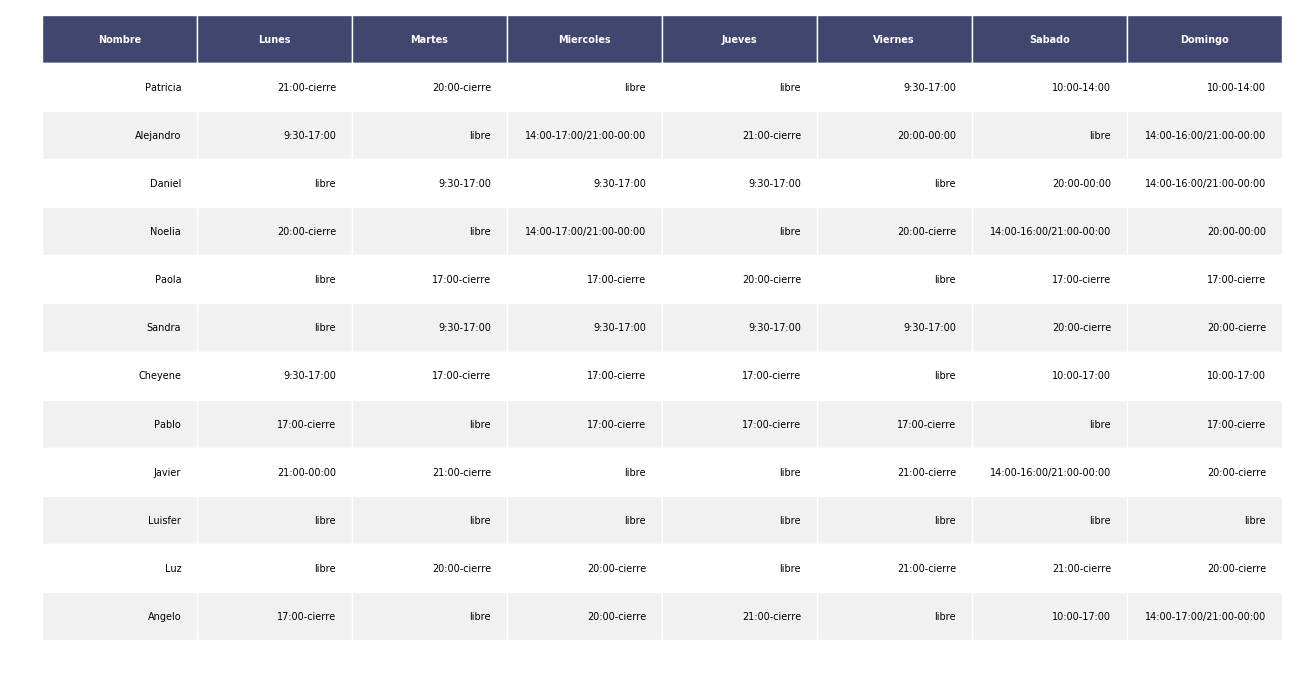 Nombre Lunes Martes Miercoles Jueves Viernes Sabado Domingo
Patricia 21:00-cierre 20:00-cierre libre libre 9:30-17:00 10:00-14:00 10:00-14:00
Alejandro 9:30-17:00 libre 14:00-17:00/21:00-00:00 21:00-cierre 20:00-00:00 libre 14:00-16:00/21:00-00:00
Daniel libre 9:30-17:00 9:30-17:00 9:30-17:00 libre 20:00-00:00 14:00-16:00/21:00-00:00
Noelia 20:00-cierre libre 14:00-17:00/21:00-00:00 libre 20:00-cierre 14:00-16:00/21:00-00:00 20:00-00:00
Paola libre 17:00-cierre 17:00-cierre 20:00-cierre libre 17:00-cierre 17:00-cierre
Sandra libre 9:30-17:00 9:30-17:00 9:30-17:00 9:30-17:00 20:00-cierre 20:00-cierre
Cheyene 9:30-17:00 17:00-cierre 17:00-cierre 17:00-cierre libre 10:00-17:00 10:00-17:00
Pablo 17:00-cierre libre 17:00-cierre 17:00-cierre 17:00-cierre libre 17:00-cierre
Javier 21:00-00:00 21:00-cierre libre libre 21:00-cierre 14:00-16:00/21:00-00:00 20:00-cierre
Luisfer libre libre libre libre libre libre libre
Luz libre 20:00-cierre 20:00-cierre libre 21:00-cierre 21:00-cierre 20:00-cierre
Angelo 17:00-cierre libre 20:00-cierre 21:00-cierre libre 10:00-17:00 14:00-17:00/21:00-00:00